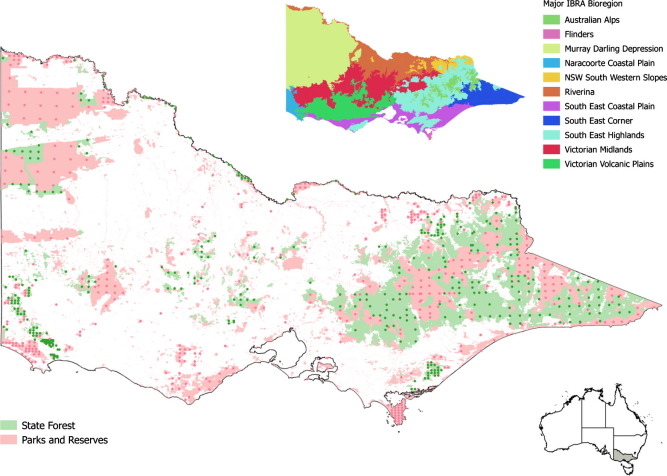 Major IBRA Bioregion
Australian Alps
Flinders
Murray Darling Depression
Naracoorte Coastal Plain
NSW South Western Slopes
Riverina
South East Coastal Plain
South East Corner
South East Highlands
Victorian Midlands
Victorian Volcanic Plains
State Forest
Parks and Reserves